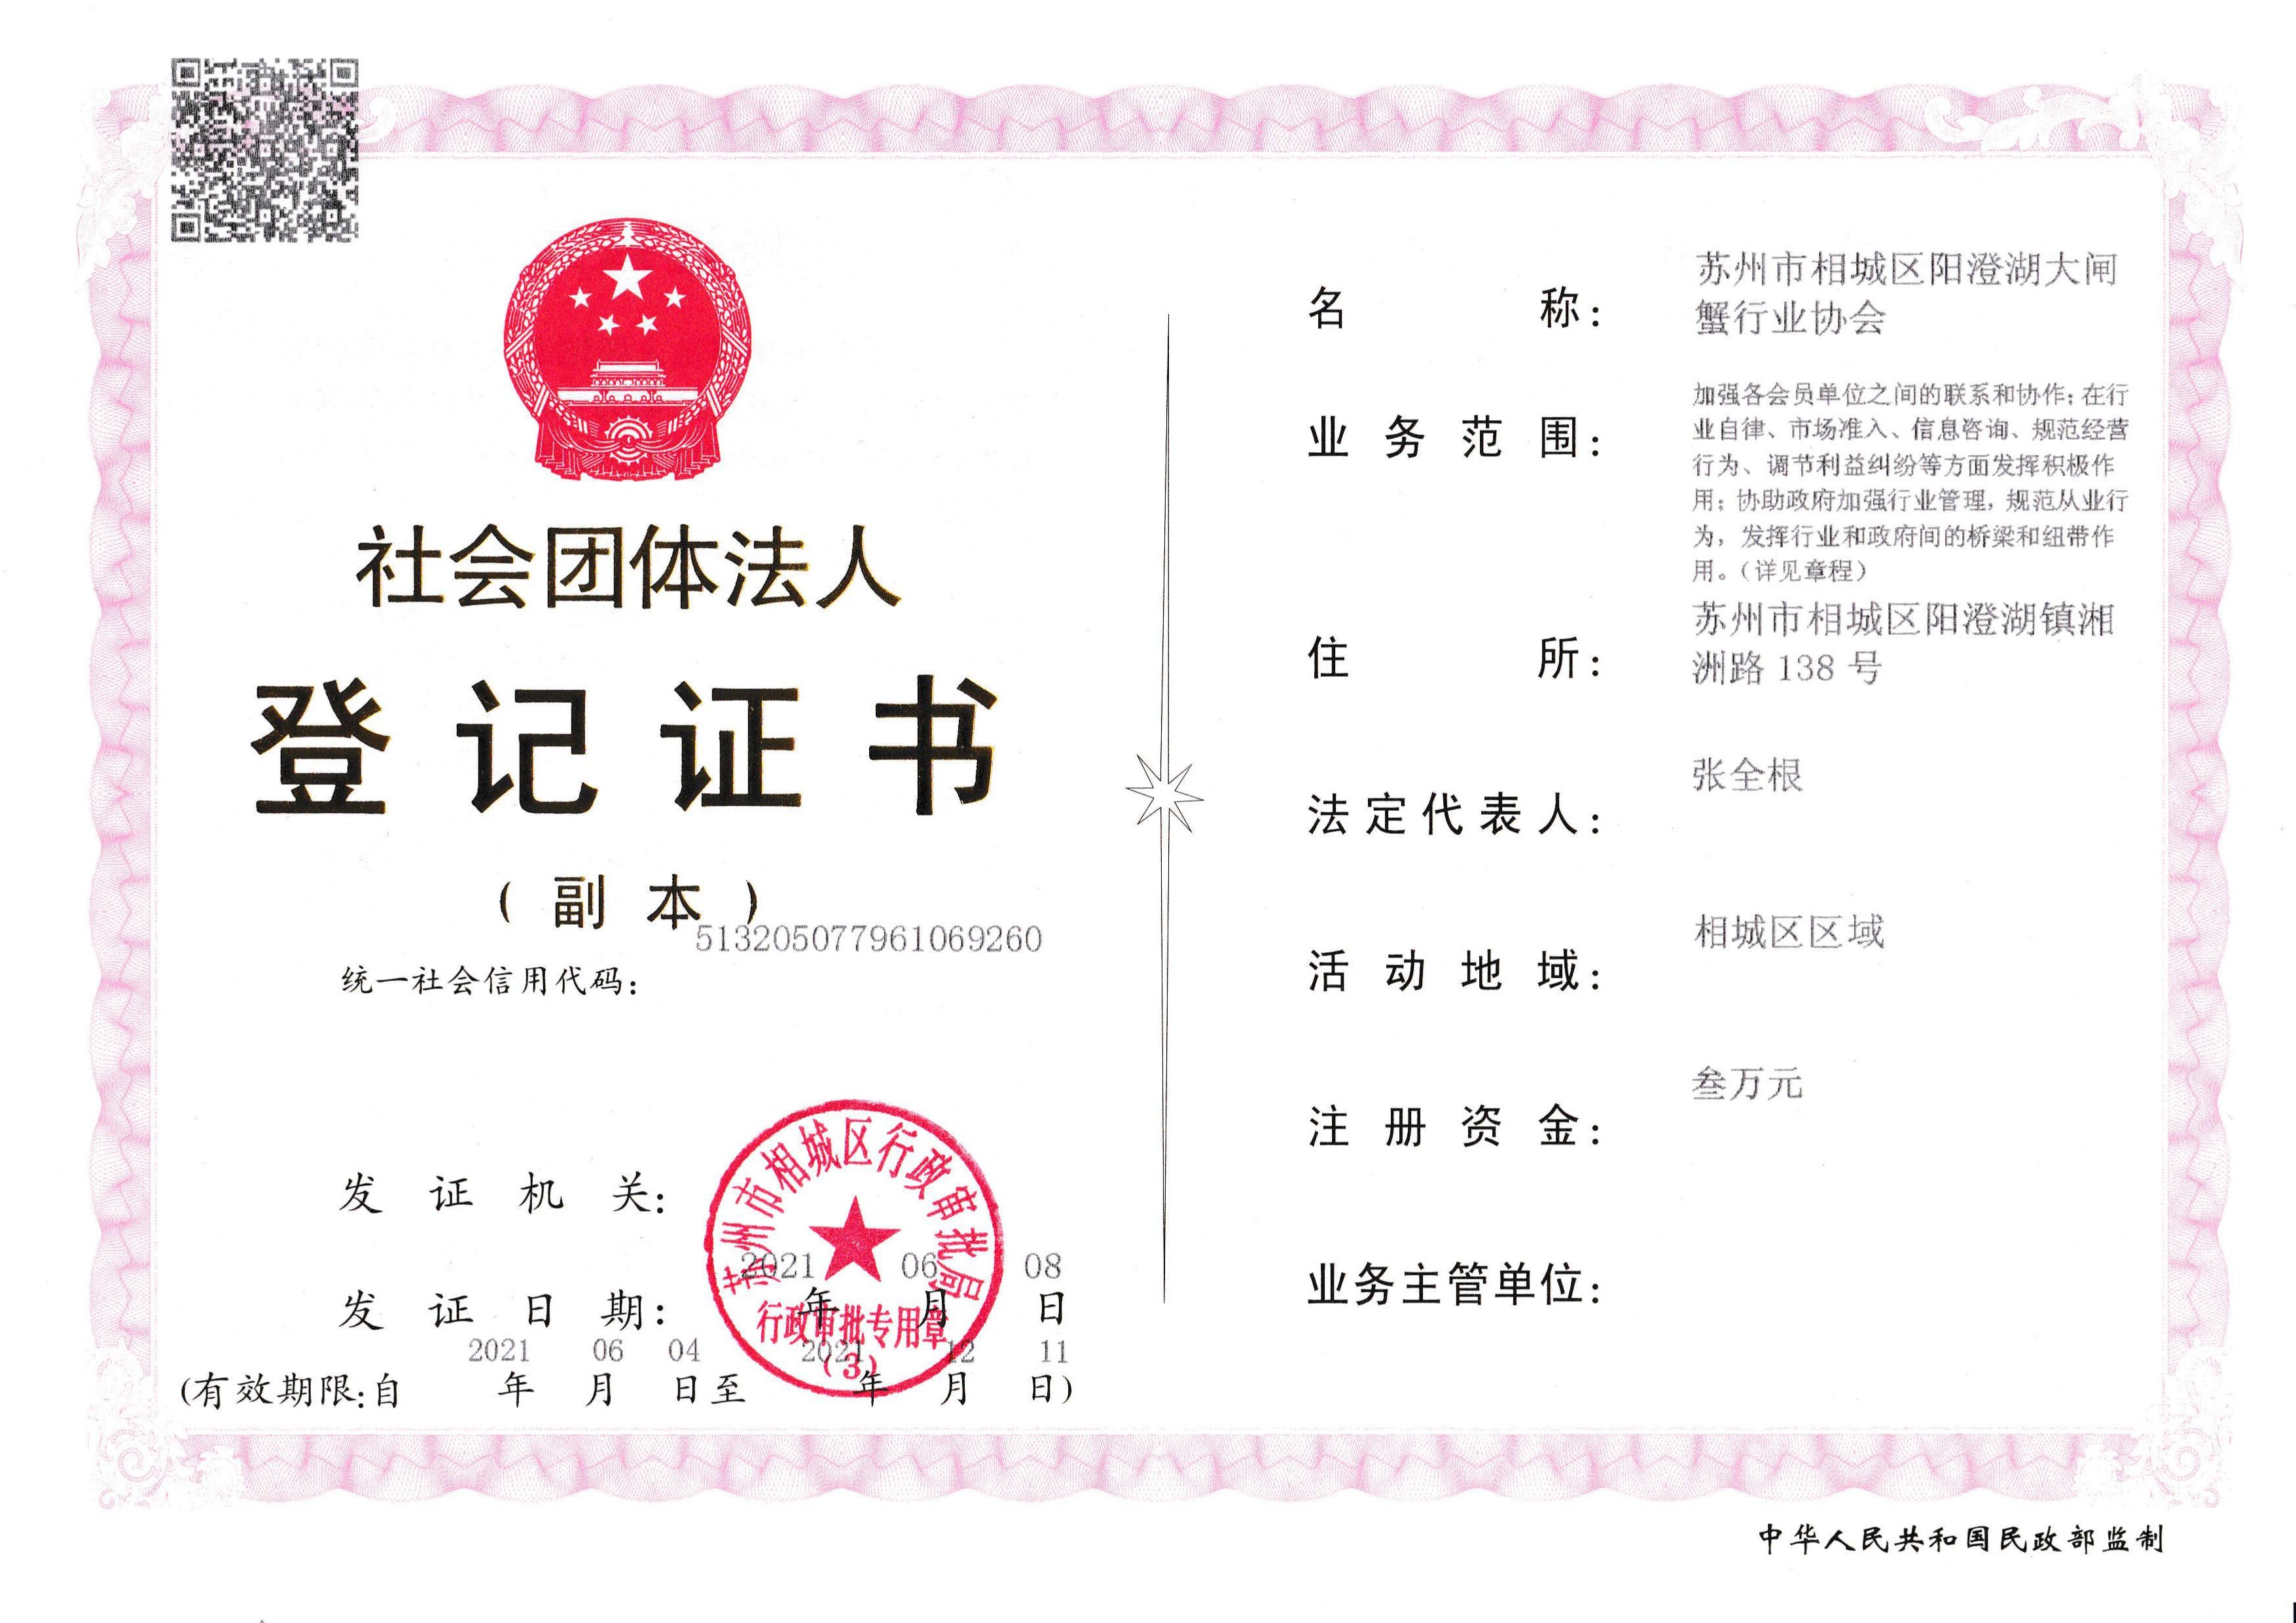 社会团体法人
登记证书
（副本）
513205077961069260
统一社会信用代码：
发证机关：
苏州市相城区行政审批局
行政审批专用章
（3）
2021 06 08
发证日期： 年 月 日
2021 06 04 2021 12 11
（有效期限：自 年 月 日至 年 月 日）
名称：
苏州市相城区阳澄湖大闸
蟹行业协会
业务范围：
加强各会员单位之间的联系和协作；在行
业自律、市场准入、信息咨询、规范经营
行为、调节利益纠纷等方面发挥积极作
用；协助政府加强行业管理，规范从业行
为，发挥行业和政府间的桥梁和纽带作
用。（详见章程）
住所：
苏州市相城区阳澄湖镇湘
洲路 138 号
法定代表人：
张全根
活动地域：
相城区区域
注册资金：
叁万元
业务主管单位：
中华人民共和国民政部监制